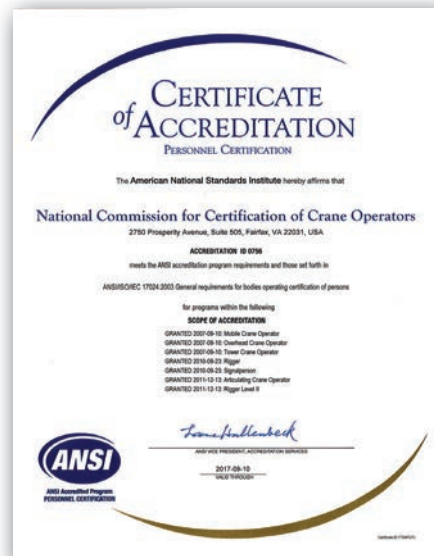 CERTIFICATE
of ACCREDITATION
PERSONNEL CERTIFICATION
The American National Standards Institute hereby affirms that
National Commission for Certification of Crane Operators
2750 Prosperity Avenue, Suite 505, Fairfax, VA 22031, USA
ACCREDITATION ID 0756
meets the ANSI accreditation program requirements and those set forth in
ANSI/ISO/IEC 17024:2003 General requirements for bodies operating certification of persons
for programs within the following
SCOPE OF ACCREDITATION
GRANTED 2007-09-10: Mobile Crane Operator
GRANTED 2007-09-10: Overhead Crane Operator
GRANTED 2007-09-10: Tower Crane Operator
GRANTED 2010-09-23: Rigger
GRANTED 2010-09-23: Signalperson
GRANTED 2011-12-13: Articulating Crane Operator
GRANTED 2011-12-13: Rigger Level II
ANSI VICE PRESIDENT, ACCREDITATION SERVICES
2017-09-10
VALID THROUGH
ANSI
ANSI Accredited Program
PERSONNEL CERTIFICATION